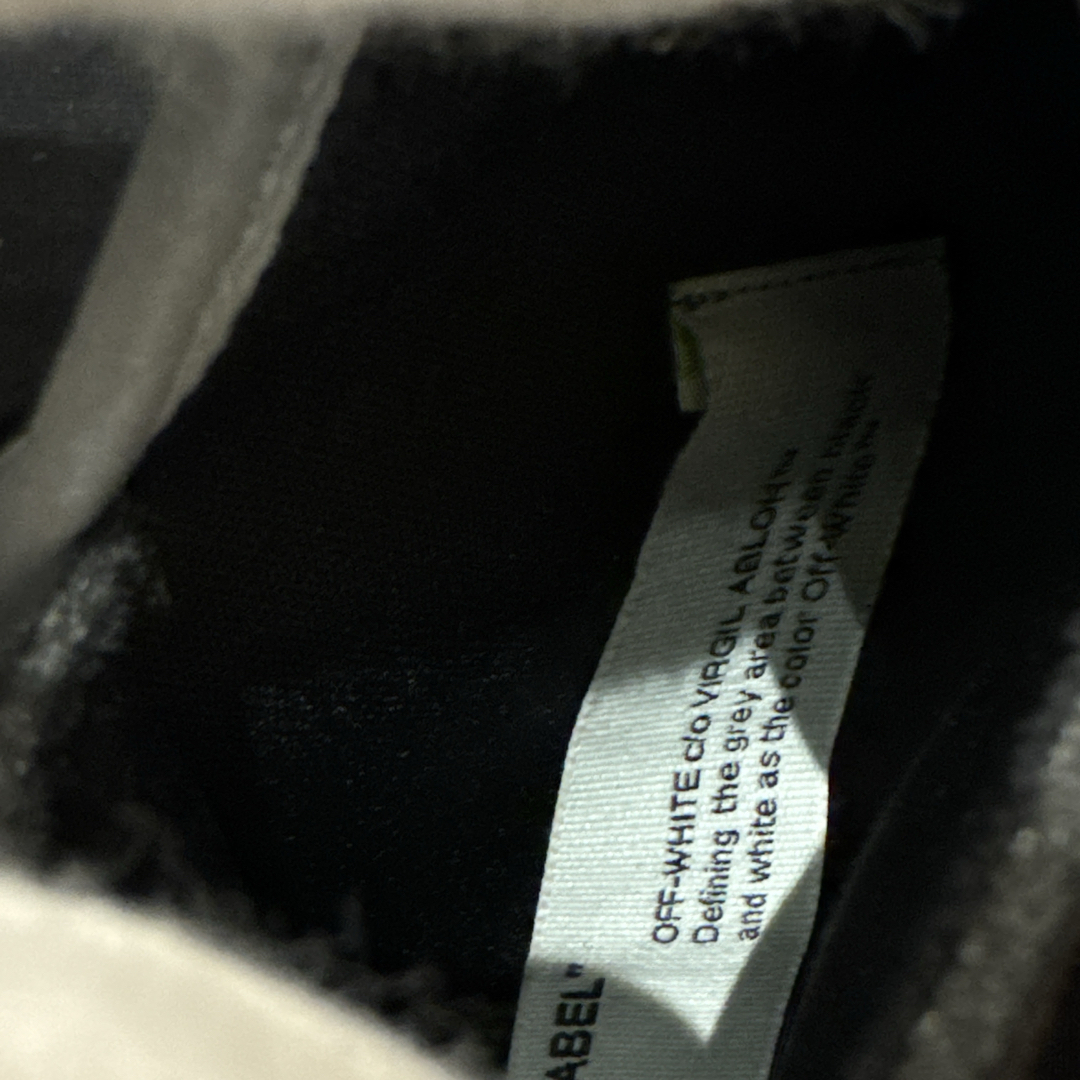 ABEL"
OFF-WHITE c/o VIRGIL ABLOH™
Defining the grey area between black
and white as the color Off-White™